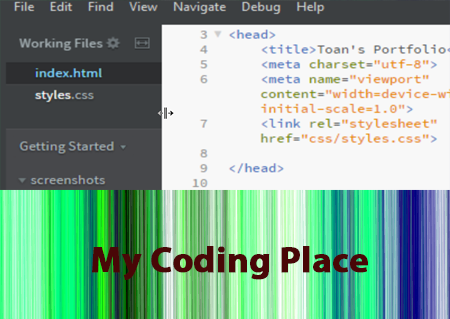 File Edit Find View Navigate Debug Help
Working Files
index.html
styles.css
Getting Started
screenshots
3 <head>
4 <title>Toan's Portfolio<
5 <meta charset="utf-8">
6 <meta name="viewport"
content="width=device-wi
initial-scale=1.0">
7 <link rel="stylesheet"
href="css/styles.css">
8
9 </head>
10
My Coding Place